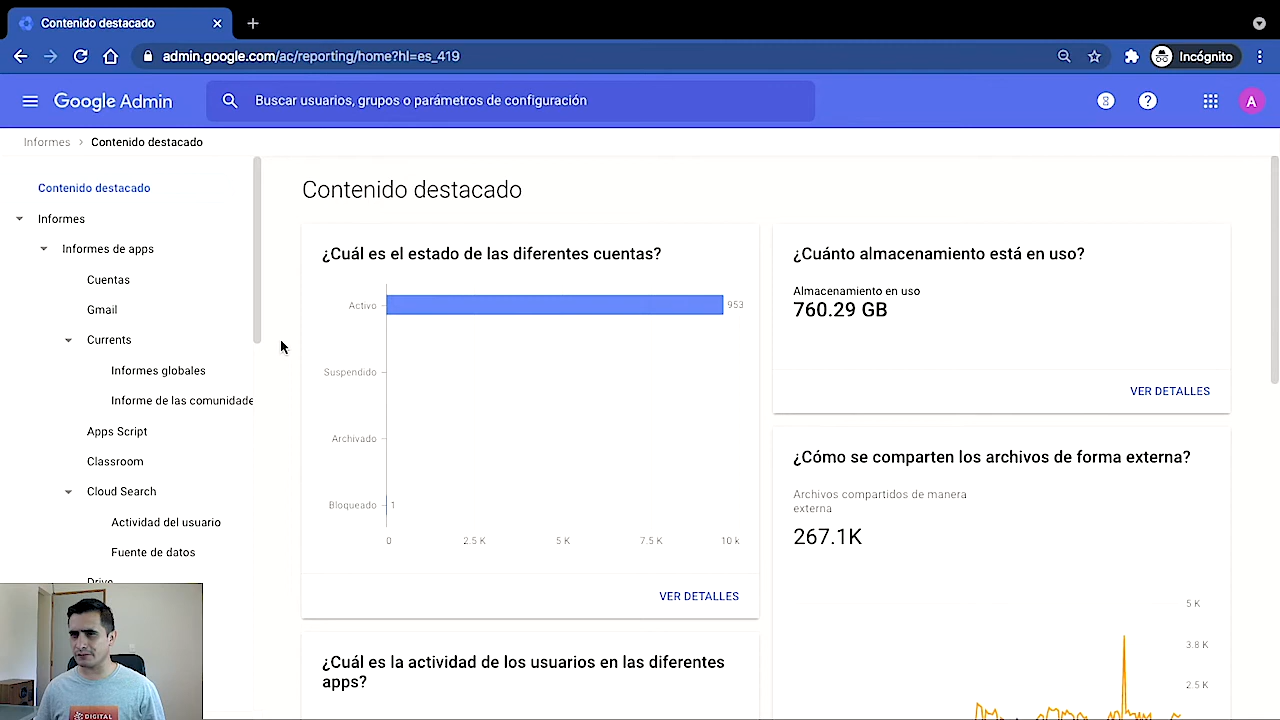 Contenido destacado
admin.google.com/ac/reporting/home?hl=es_419
Incógnito
Google Admin
Buscar usuarios, grupos o parámetros de configuración
A
Informes > Contenido destacado
Contenido destacado
Informes
Informes de apps
Cuentas
Gmail
Currents
Informes globales
Informe de las comunidade
Apps Script
Classroom
Cloud Search
Actividad del usuario
Fuente de datos
Drive
Contenido destacado
¿Cuál es el estado de las diferentes cuentas?
Activo
953
Suspendido
Archivado
Bloqueado
1
0
2.5 K
5 K
7.5 K
10 k
VER DETALLES
¿Cuál es la actividad de los usuarios en las diferentes
apps?
¿Cuánto almacenamiento está en uso?
Almacenamiento en uso
760.29 GB
VER DETALLES
¿Cómo se comparten los archivos de forma externa?
Archivos compartidos de manera
externa
267.1K
5 K
3.8 K
2.5 K
DIGITAL